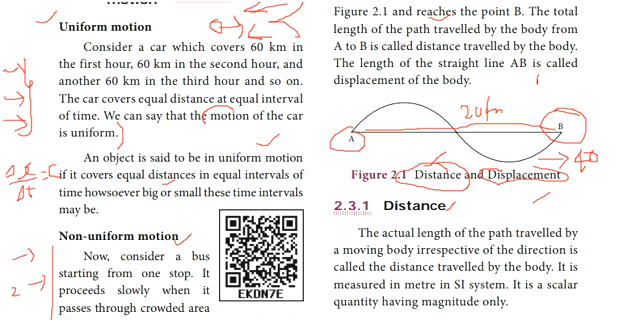 motion
Uniform motion
Consider a car which covers 60 km in
the first hour, 60 km in the second hour, and
another 60 km in the third hour and so on.
The car covers equal distance at equal interval
of time. We can say that the motion of the car
is uniform.
An object is said to be in uniform motion
if it covers equal distances in equal intervals of
time howsoever big or small these time intervals
may be.
Non-uniform motion
Now, consider a bus
starting from one stop. It
proceeds slowly when it
passes through crowded area
EKDN7E
Figure 2.1 and reaches the point B. The total
length of the path travelled by the body from
A to B is called distance travelled by the body.
The length of the straight line AB is called
displacement of the body.
A
B
Figure 2.1 Distance and Displacement
2.3.1 Distance
The actual length of the path travelled by
a moving body irrespective of the direction is
called the distance travelled by the body. It is
measured in metre in SI system. It is a scalar
quantity having magnitude only.